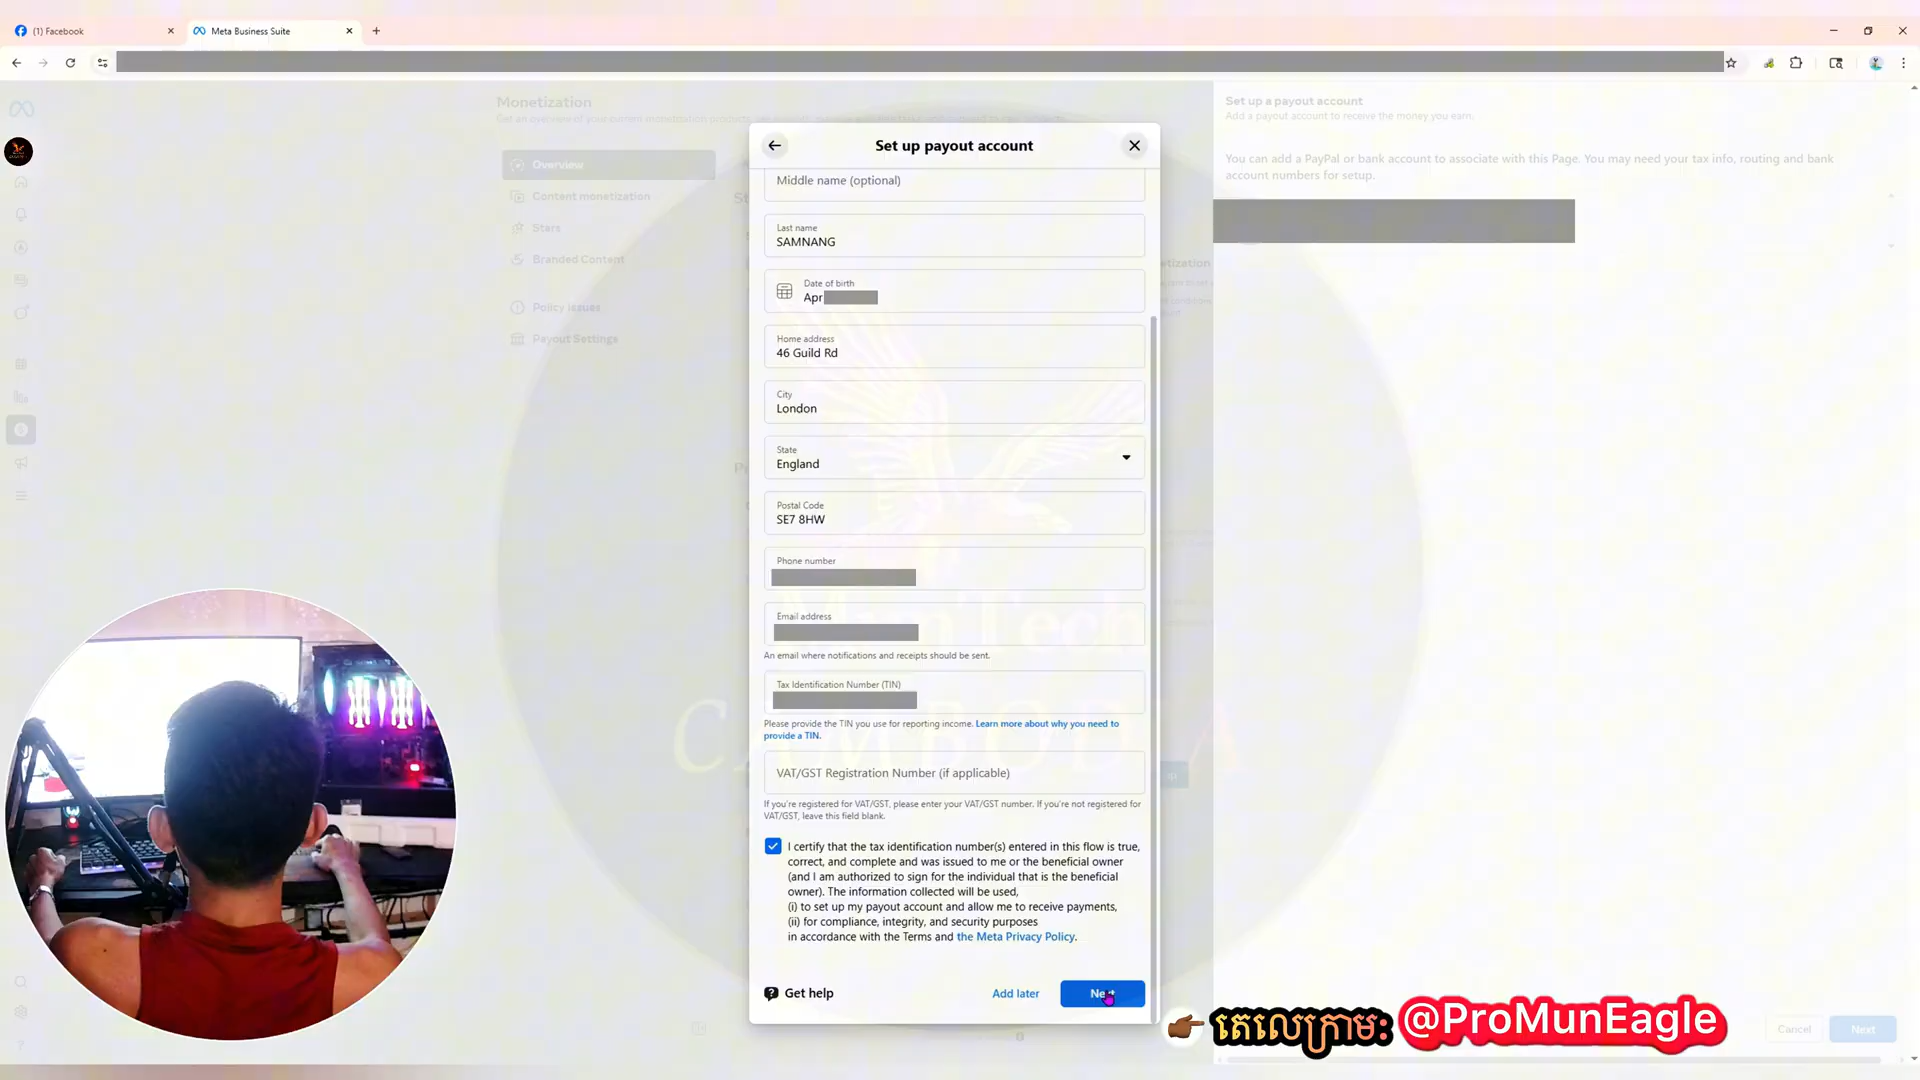 (1) Facebook
Meta Business Suite
Monetization
Set up a payout account
Add a payout account to receive the money you earn.
You can add a PayPal or bank account to associate with this Page. You may need your tax info, routing and bank
account numbers for setup.
Overview
Content monetization
Stars
Branded Content
Policy issues
Payout Settings
Set up payout account
Middle name (optional)
Last name
SAMNANG
Date of birth
Apr
Home address
46 Guild Rd
City
London
State
England
Postal Code
SE7 8HW
Phone number
Email address
An email where notifications and receipts should be sent.
Tax Identification Number (TIN)
Please provide the TIN you use for reporting income. Learn more about why you need to
provide a TIN.
VAT/GST Registration Number (if applicable)
If you're registered for VAT/GST, please enter your VAT/GST number. If you're not registered for
VAT/GST, leave this field blank.
I certify that the tax identification number(s) entered in this flow is true,
correct, and complete and was issued to me or the beneficial owner
(and I am authorized to sign for the individual that is the beneficial
owner). The information collected will be used,
(i) to set up my payout account and allow me to receive payments,
(ii) for compliance, integrity, and security purposes
in accordance with the Terms and the Meta Privacy Policy.
Get help
Add later
Next
តេលេក្រាមៈ @ProMunEagle
Cancel
Next